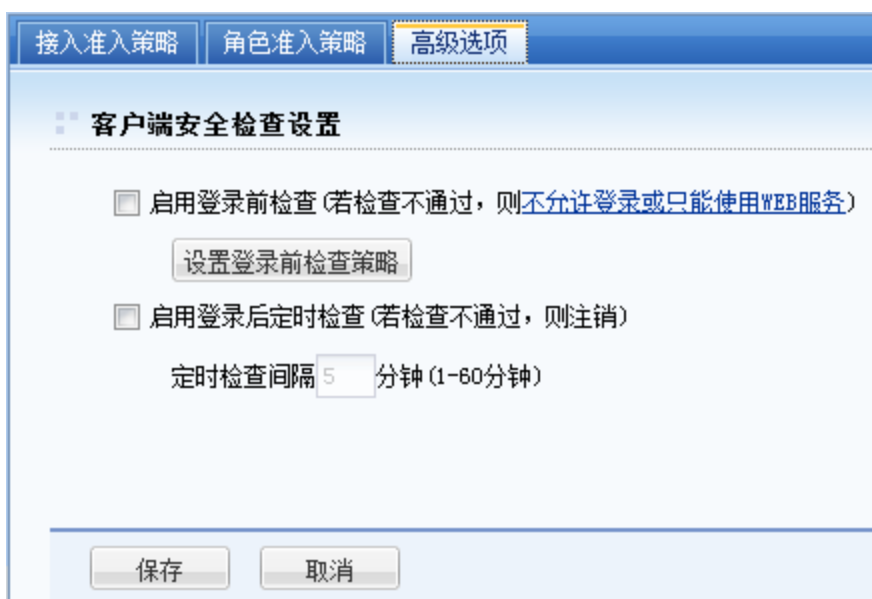 接入准入策略 角色准入策略 高级选项
客户端安全检查设置
启用登录前检查(若检查不通过，则不允许登录或只能使用WEB服务)
设置登录前检查策略
启用登录后定时检查(若检查不通过，则注销)
定时检查间隔 5 分钟(1-60分钟)
保存 取消